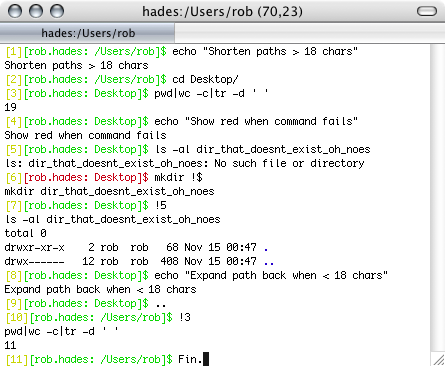 hades:/Users/rob (70,23)
hades:/Users/rob
[1][rob.hades: /Users/rob]$ echo "Shorten paths > 18 chars"
Shorten paths > 18 chars
[2][rob.hades: /Users/rob]$ cd Desktop/
[3][rob.hades: Desktop]$ pwd|wc -c|tr -d ' '
19
[4][rob.hades: Desktop]$ echo "Show red when command fails"
Show red when command fails
[5][rob.hades: Desktop]$ ls -al dir_that_doesnt_exist_oh_noes
ls: dir_that_doesnt_exist_oh_noes: No such file or directory
[6][rob.hades: Desktop]$ mkdir !$
mkdir dir_that_doesnt_exist_oh_noes
[7][rob.hades: Desktop]$ !5
ls -al dir_that_doesnt_exist_oh_noes
total 0
drwxr-xr-x 2 rob rob 68 Nov 15 00:47 .
drwx------ 12 rob rob 408 Nov 15 00:47 ..
[8][rob.hades: Desktop]$ echo "Expand path back when < 18 chars"
Expand path back when < 18 chars
[9][rob.hades: Desktop]$ ..
[10][rob.hades: /Users/rob]$ !3
pwd|wc -c|tr -d ' '
11
[11][rob.hades: /Users/rob]$ Fin.